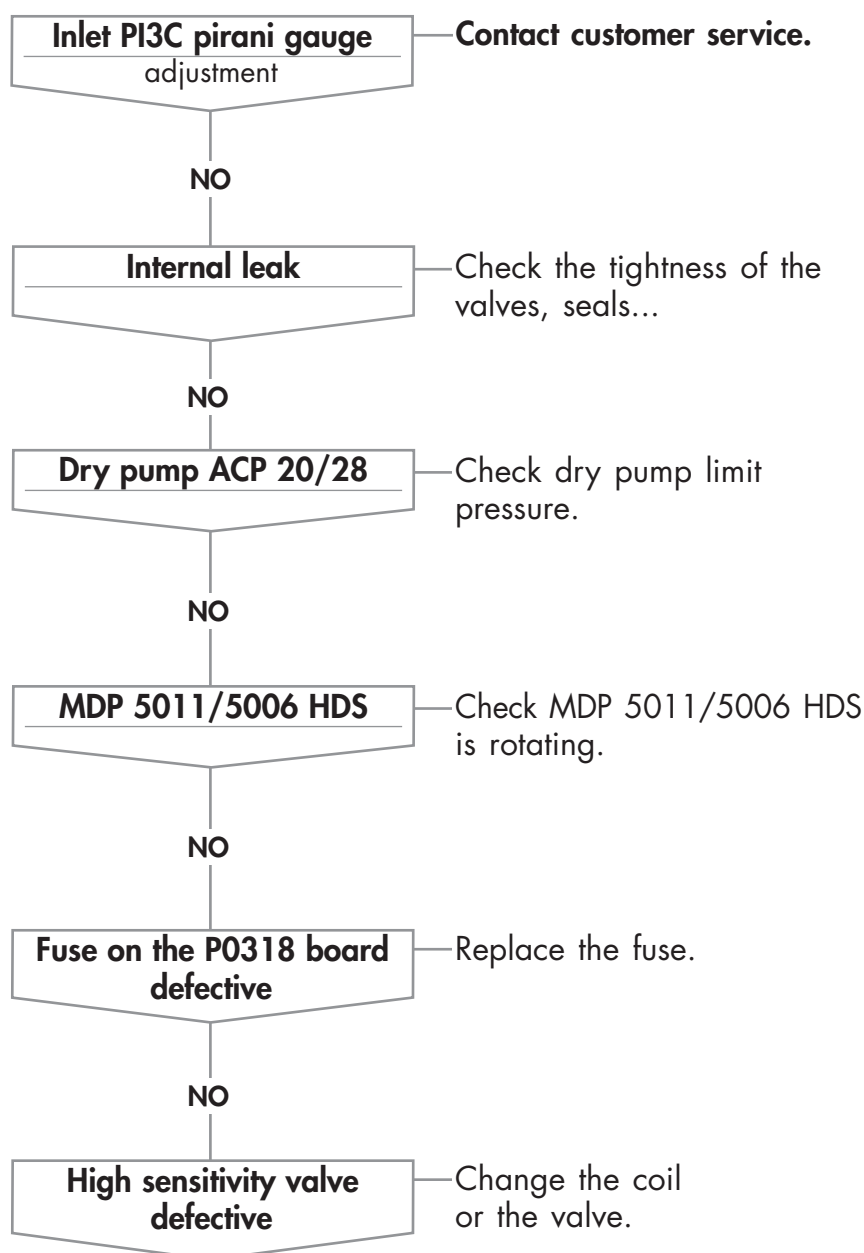 Inlet PI3C pirani gauge
adjustment
Contact customer service.
NO
Internal leak
Check the tightness of the
valves, seals...
NO
Dry pump ACP 20/28
Check dry pump limit
pressure.
NO
MDP 5011/5006 HDS
Check MDP 5011/5006 HDS
is rotating.
NO
Fuse on the P0318 board
defective
Replace the fuse.
NO
High sensitivity valve
defective
Change the coil
or the valve.